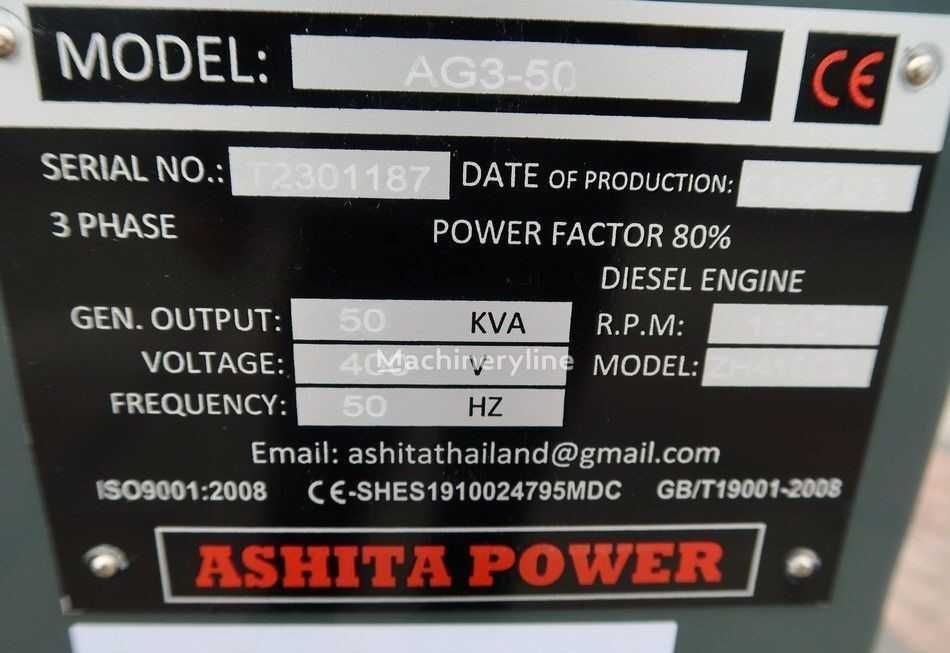 MODEL: AG3-50 CE
SERIAL NO.: T2301187 DATE OF PRODUCTION:
3 PHASE POWER FACTOR 80%
DIESEL ENGINE
GEN. OUTPUT: 50 KVA R.P.M:
VOLTAGE: 400 V MODEL:
Machineryline
FREQUENCY: 50 HZ
Email: ashitathailand@gmail.com
ISO9001:2008 CE-SHES1910024795MDC GB/T19001-2008
ASHITA POWER